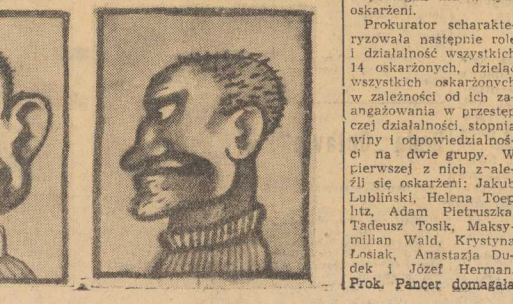 oskarżeni.
Prokurator scharakte-
ryzowała następnie role
i działalność wszystkich
14 oskarżonych, dzieląc
wszystkich oskarżonych
w zależności od ich za-
angażowania w przestęp
czej działalności, stopnia
winy i odpowiedzialnoś-
ci na dwie grupy. W
pierwszej z nich znale-
źli się oskarżeni: Jakub
Lubliński, Helena Toep
litz, Adam Pietruszka
Tadeusz Tosik, Maksy-
milian Wald, Krystyna
Łosiak, Anastazja Du-
dek i Józef Herman.
Prok. Pancer domagała